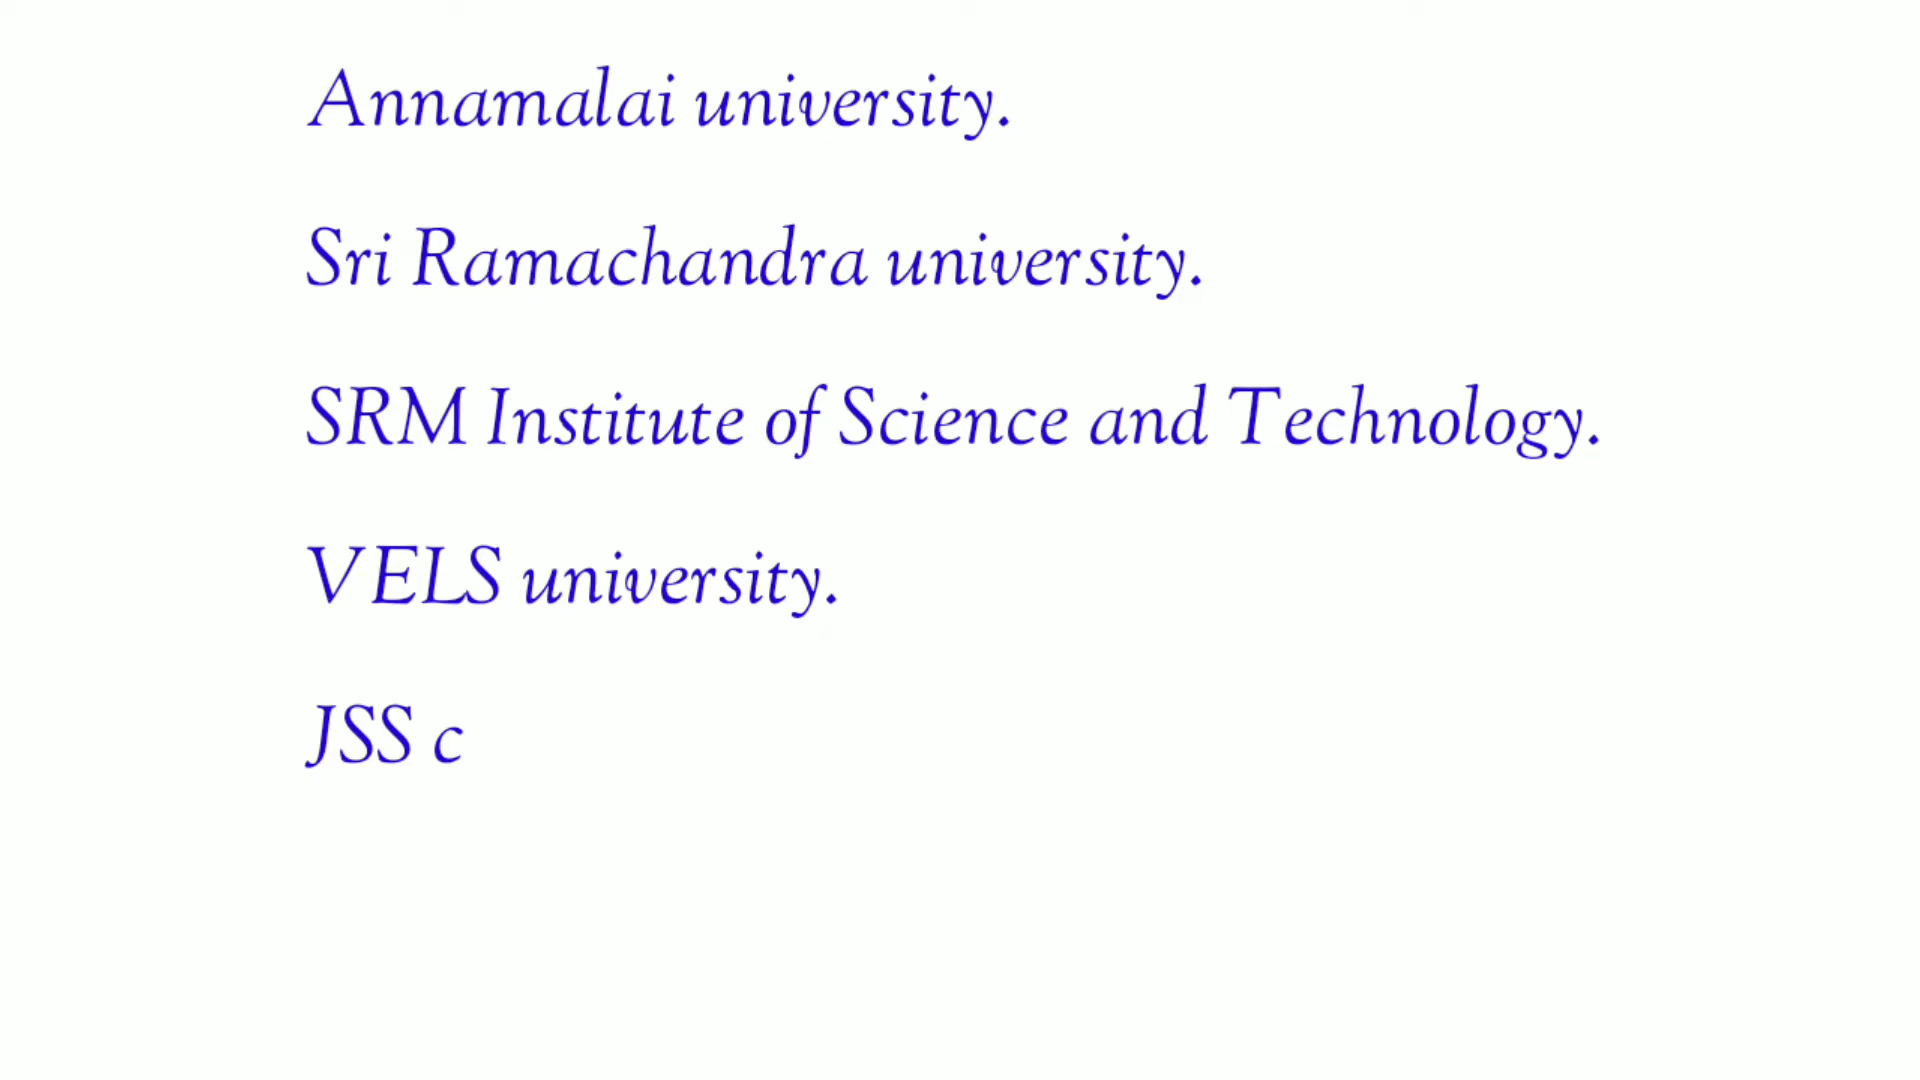 Annamalai university.
Sri Ramachandra university.
SRM Institute of Science and Technology.
VELS university.
JSS c